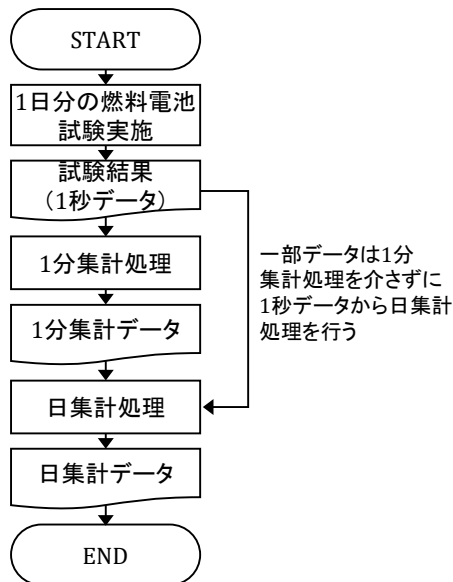 START
1日分の燃料電池
試験実施
試験結果
（1秒データ）
1分集計処理
1分集計データ
日集計処理
日集計データ
END
一部データは1分
集計処理を介さずに
1秒データから日集計
処理を行う